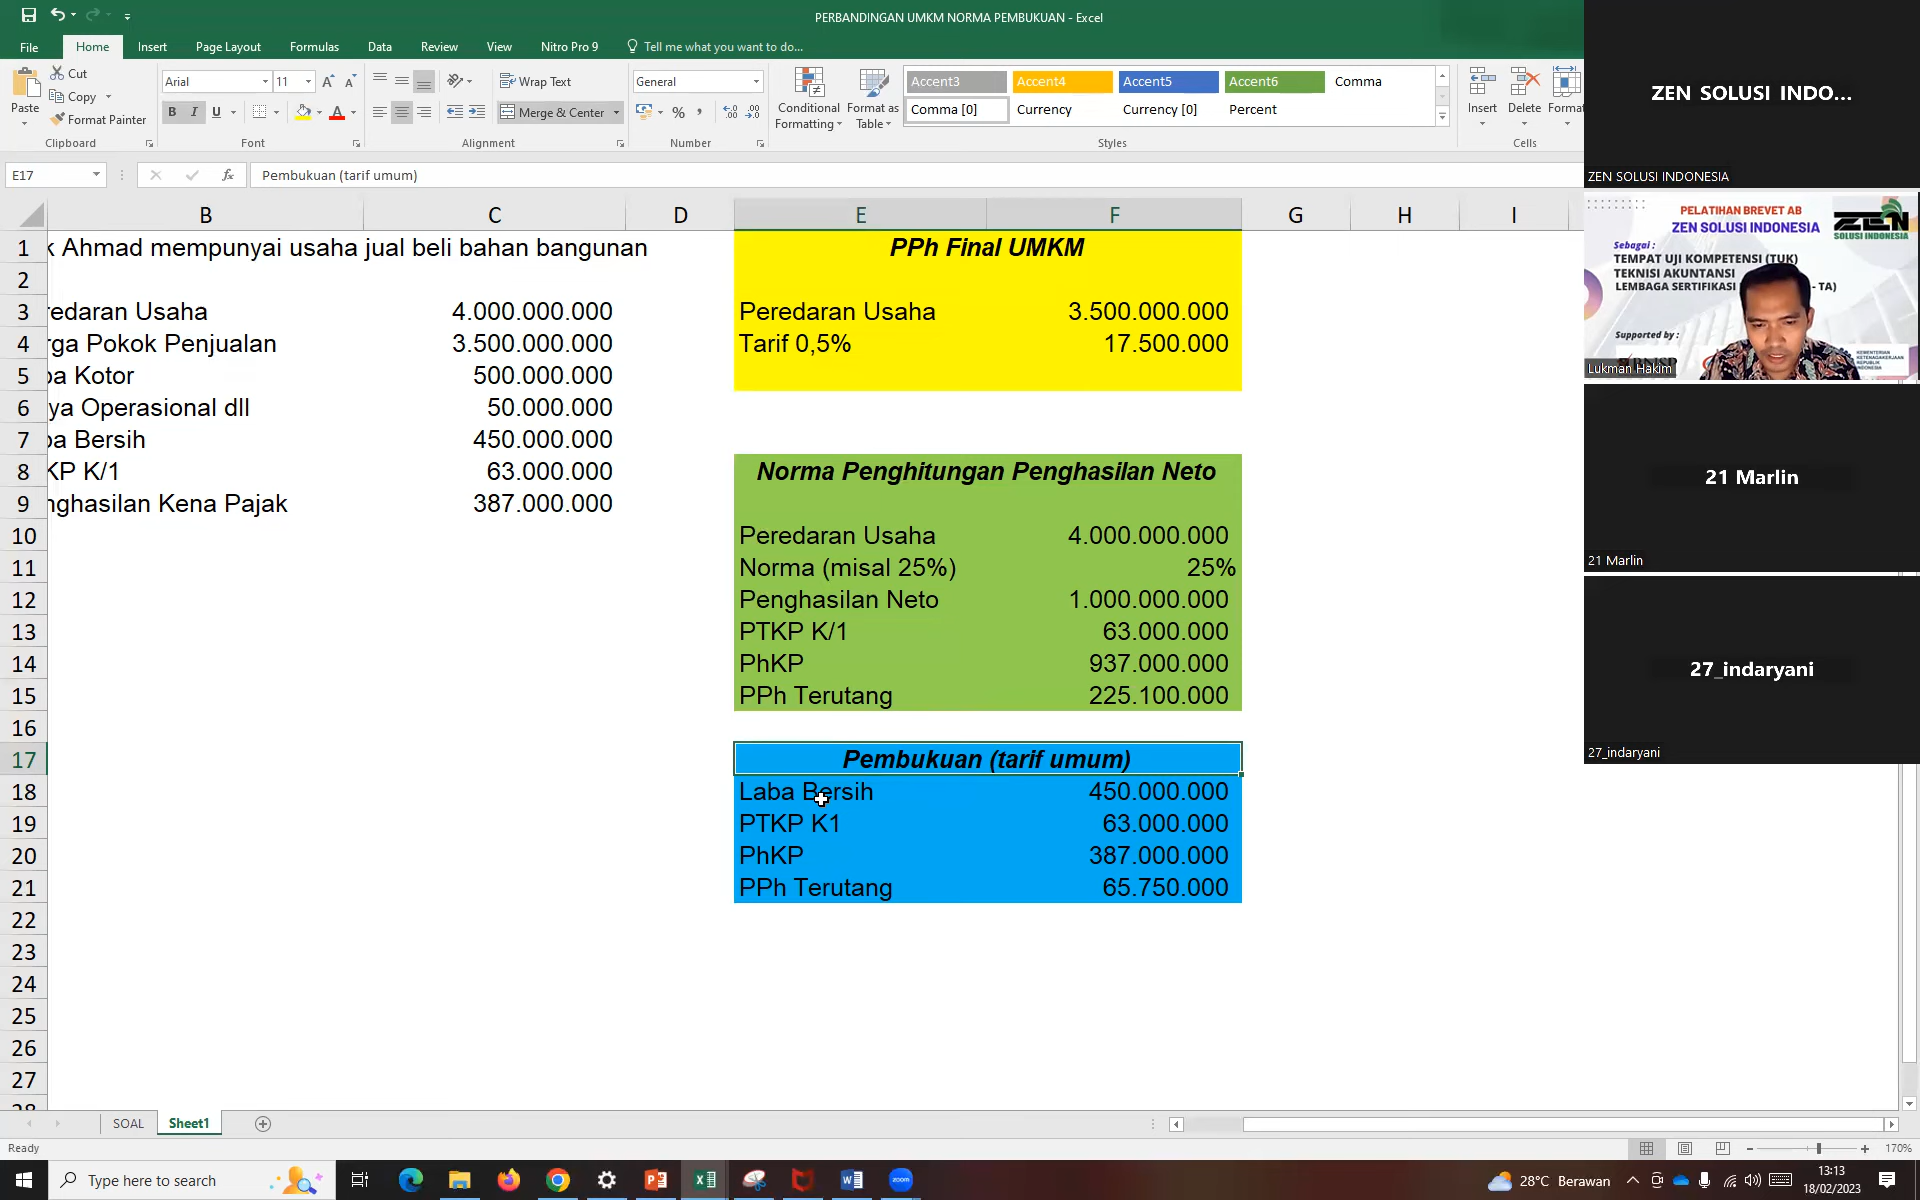 PERBANDINGAN UMKM NORMA PEMBUKUAN - Excel
File Home Insert Page Layout Formulas Data Review View Nitro Pro 9 Tell me what you want to do...
Paste
Cut
Copy
Format Painter
Clipboard
Arial 11
B I U
Font
Wrap Text
Merge & Center
Alignment
General
Number
Conditional Formatting
Format as Table
Accent3 Accent4 Accent5 Accent6 Comma
Comma [0] Currency Currency [0] Percent
Styles
Insert Delete Format
Cells
E17 fx Pembukuan (tarif umum)
B C D E F G H I
1 k Ahmad mempunyai usaha jual beli bahan bangunan PPh Final UMKM
2
3 redaran Usaha 4.000.000.000 Peredaran Usaha 3.500.000.000
4 rga Pokok Penjualan 3.500.000.000 Tarif 0,5% 17.500.000
5 ba Kotor 500.000.000
6 ya Operasional dll 50.000.000
7 ba Bersih 450.000.000
8 KP K/1 63.000.000 Norma Penghitungan Penghasilan Neto
9 nghasilan Kena Pajak 387.000.000
10 Peredaran Usaha 4.000.000.000
11 Norma (misal 25%) 25%
12 Penghasilan Neto 1.000.000.000
13 PTKP K/1 63.000.000
14 PhKP 937.000.000
15 PPh Terutang 225.100.000
16
17 Pembukuan (tarif umum)
18 Laba Bersih 450.000.000
19 PTKP K1 63.000.000
20 PhKP 387.000.000
21 PPh Terutang 65.750.000
22
23
24
25
26
27
28
SOAL Sheet1
Ready 170%
Type here to search
zoom
28°C Berawan
13:13
18/02/2023
ZEN SOLUSI INDO...
ZEN SOLUSI INDONESIA
PELATIHAN BREVET AB
ZEN SOLUSI INDONESIA
ZEN
SOLUSI INDONESIA
Sebagai :
TEMPAT UJI KOMPETENSI (TUK)
TEKNISI AKUNTANSI
LEMBAGA SERTIFIKASI - TA)
Supported by :
KEMENTERIAN
KETENAGAKERJAAN
REPUBLIK
INDONESIA
Lukman Hakim
21 Marlin
21 Marlin
27_indaryani
27_indaryani